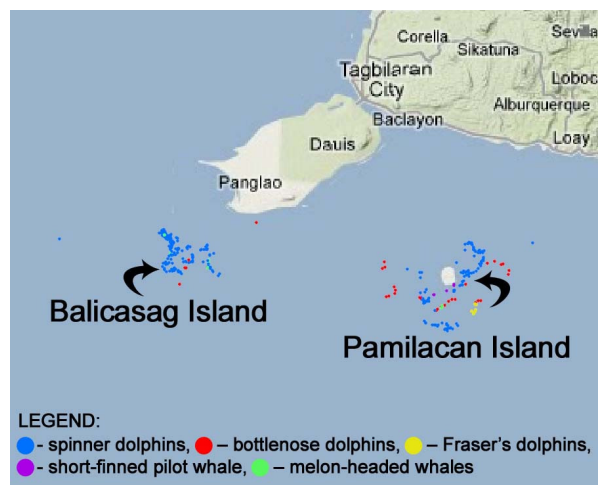 Corella
Sevilla
Sikatuna
Tagbilaran
City
Loboc
Alburquerque
Baclayon
Loay
Dauis
Panglao
Balicasag Island
Pamilacan Island
LEGEND:
- spinner dolphins, – bottlenose dolphins, – Fraser's dolphins,
- short-finned pilot whale, – melon-headed whales